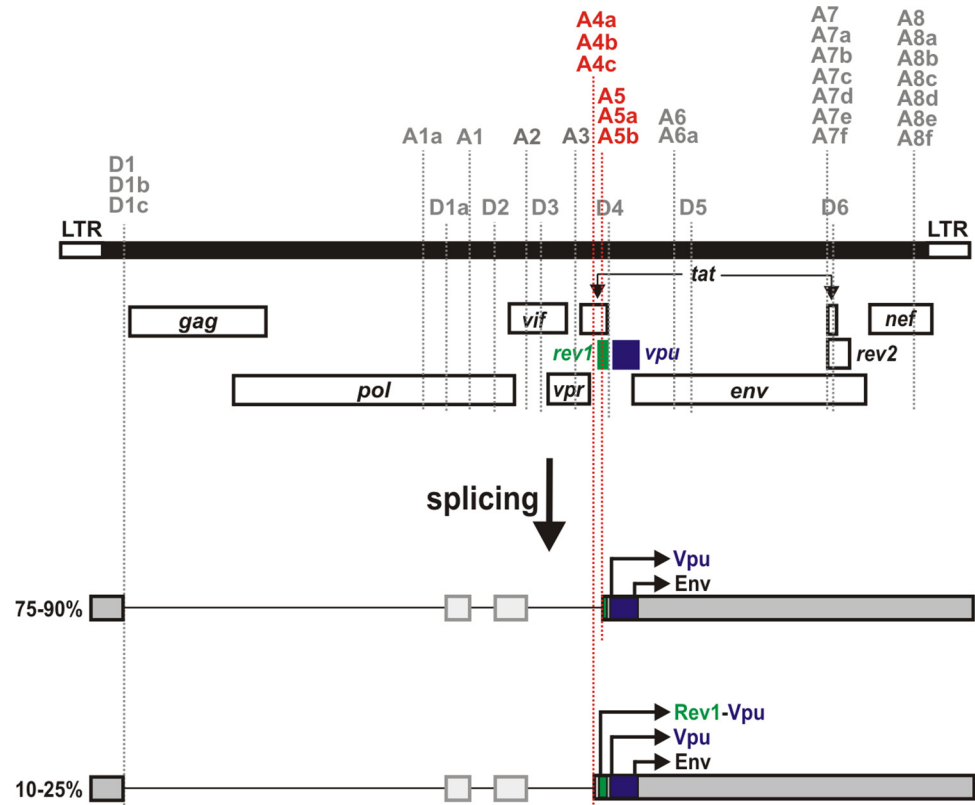 A4a
A4b
A4c
A7
A7a
A7b
A7c
A7d
A7e
A7f
A8
A8a
A8b
A8c
A8d
A8e
A8f
A5
A5a
A5b
A6
A6a
A1a
A1
A2
A3
D1
D1b
D1c
D1a
D2
D3
D4
D5
D6
LTR
LTR
tat
gag
vif
nef
rev1
vpu
rev2
pol
vpr
env
splicing
Vpu
Env
75-90%
Rev1-Vpu
Vpu
Env
10-25%